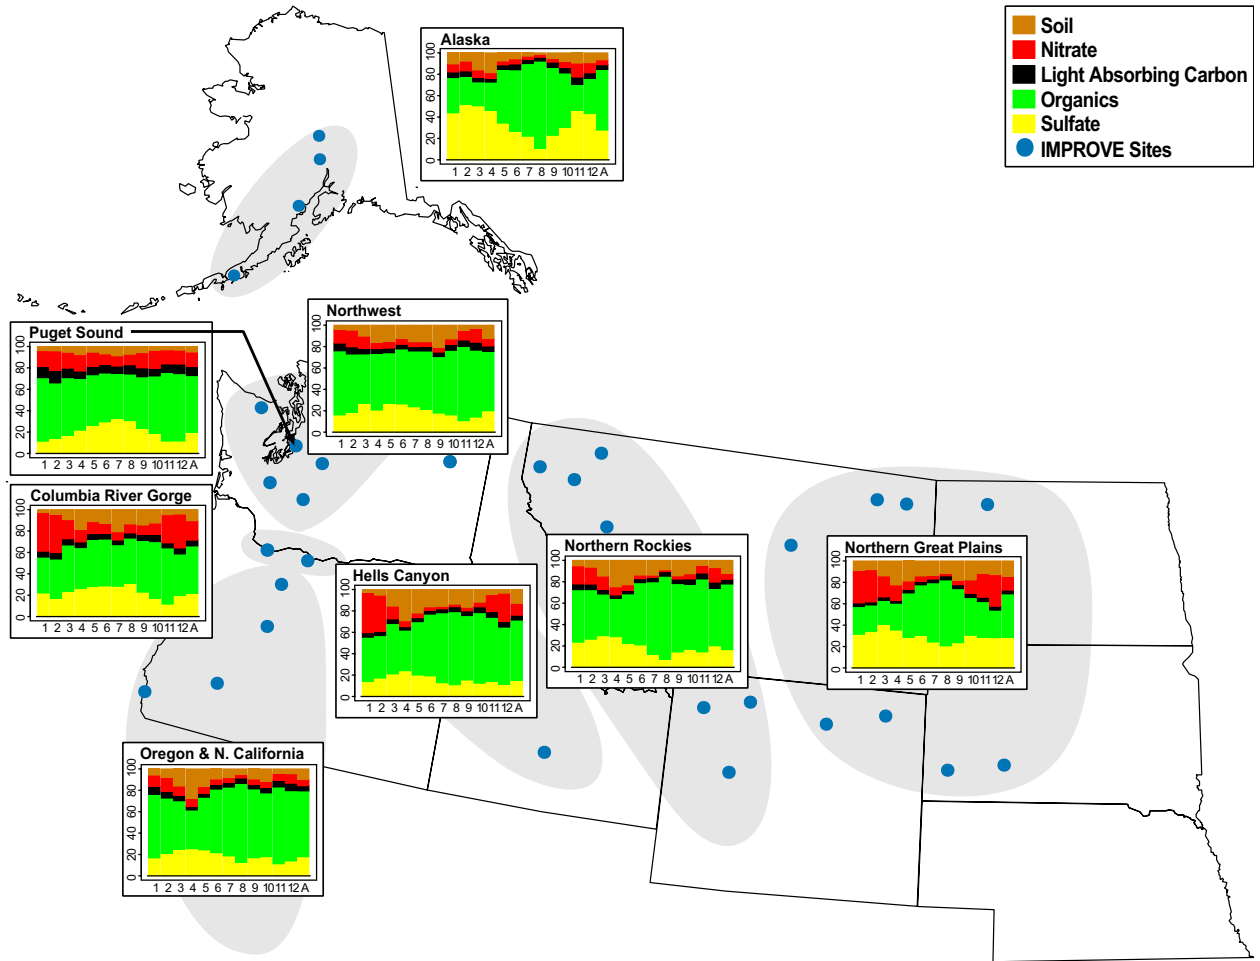 Alaska
100
80
60
40
20
0
1 2 3 4 5 6 7 8 9 10 11 12 A
Soil
Nitrate
Light Absorbing Carbon
Organics
Sulfate
IMPROVE Sites
Puget Sound
100
80
60
40
20
0
1 2 3 4 5 6 7 8 9 10 11 12 A
Northwest
100
80
60
40
20
0
1 2 3 4 5 6 7 8 9 10 11 12 A
Columbia River Gorge
100
80
60
40
20
0
1 2 3 4 5 6 7 8 9 10 11 12 A
Hells Canyon
100
80
60
40
20
0
1 2 3 4 5 6 7 8 9 10 11 12 A
Northern Rockies
100
80
60
40
20
0
1 2 3 4 5 6 7 8 9 10 11 12 A
Northern Great Plains
100
80
60
40
20
0
1 2 3 4 5 6 7 8 9 10 11 12 A
Oregon & N. California
100
80
60
40
20
0
1 2 3 4 5 6 7 8 9 10 11 12 A